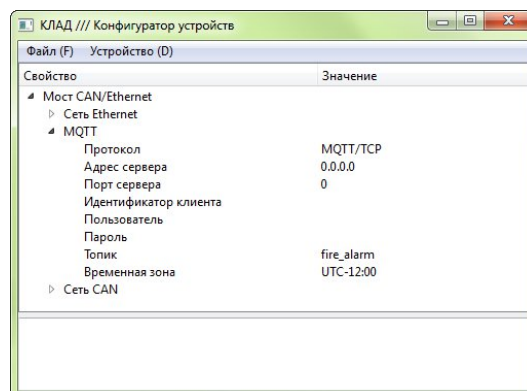 КЛАД /// Конфигуратор устройств
Файл (F) Устройство (D)
Свойство Значение
Мост CAN/Ethernet
Сеть Ethernet
MQTT
Протокол MQTT/TCP
Адрес сервера 0.0.0.0
Порт сервера 0
Идентификатор клиента
Пользователь
Пароль
Топик fire_alarm
Временная зона UTC-12:00
Сеть CAN